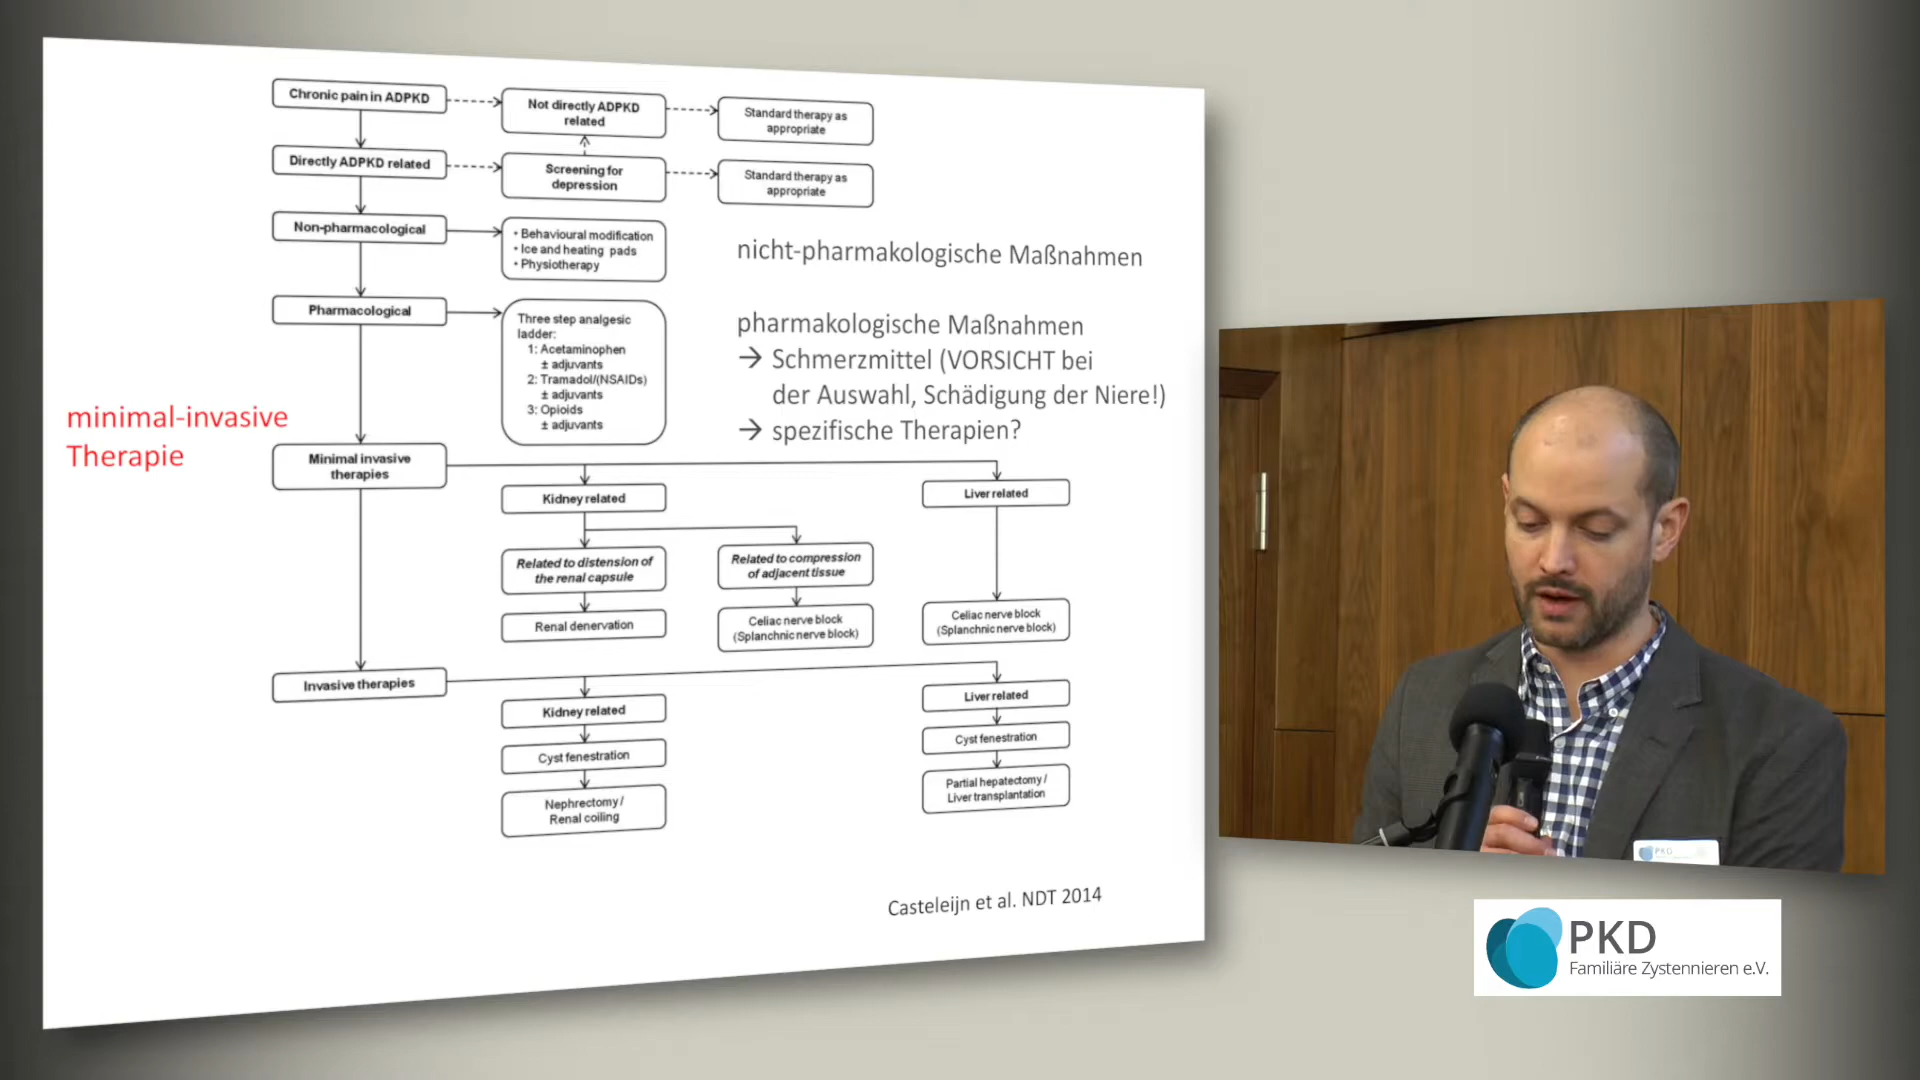 Chronic pain in ADPKD
Not directly ADPKD
related
Standard therapy as
appropriate
Directly ADPKD related
Screening for
depression
Standard therapy as
appropriate
Non-pharmacological
• Behavioural modification
• Ice and heating pads
• Physiotherapy
nicht-pharmakologische Maßnahmen
Pharmacological
Three step analgesic
ladder:
1: Acetaminophen
± adjuvants
2: Tramadol/(NSAIDs)
± adjuvants
3: Opioids
± adjuvants
pharmakologische Maßnahmen
→ Schmerzmittel (VORSICHT bei
der Auswahl, Schädigung der Niere!)
→ spezifische Therapien?
minimal-invasive
Therapie
Minimal invasive
therapies
Kidney related
Liver related
Related to distension of
the renal capsule
Related to compression
of adjacent tissue
Renal denervation
Celiac nerve block
(Splanchnic nerve block)
Celiac nerve block
(Splanchnic nerve block)
Invasive therapies
Kidney related
Liver related
Cyst fenestration
Cyst fenestration
Nephrectomy /
Renal coiling
Partial hepatectomy /
Liver transplantation
Casteleijn et al. NDT 2014
PKD
PKD
Familiäre Zystennieren e.V.